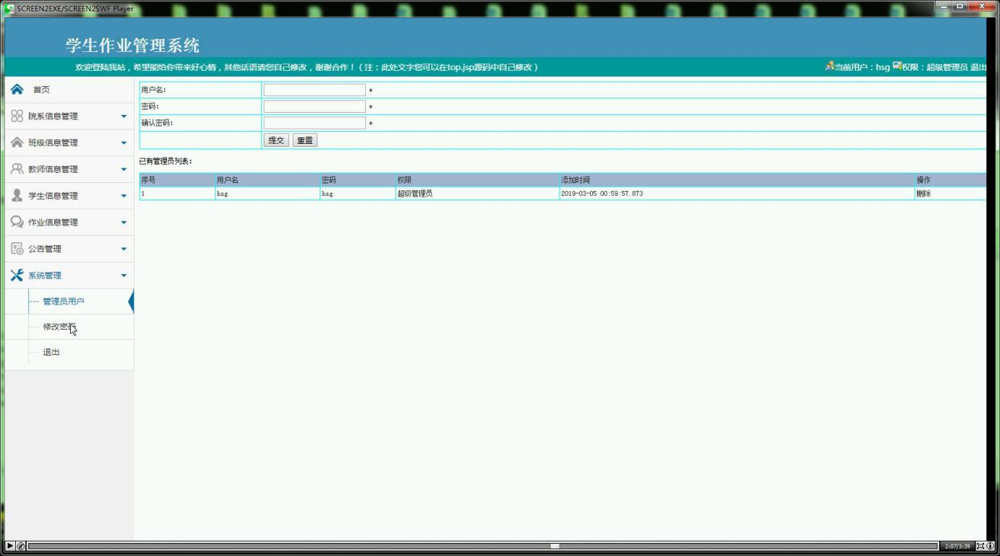 SCREEN2EXE/SCREEN2SWF Player
学生作业管理系统
欢迎登陆我站，希望能给你带来好心情，其他话语请您自己修改，谢谢合作！（注：此处文字您可以在top.jsp源码中自己修改）
当前用户：hsg 权限：超级管理员 退出
首页
院系信息管理
班级信息管理
教师信息管理
学生信息管理
作业信息管理
公告管理
系统管理
管理员用户
修改密码
退出
用户名: *
密码: *
确认密码: *
提交 重置
已有管理员列表:
序号 用户名 密码 权限 添加时间 操作
1 hsg hsg 超级管理员 2019-03-05 00:59:57.873 删除
2:07/3:39